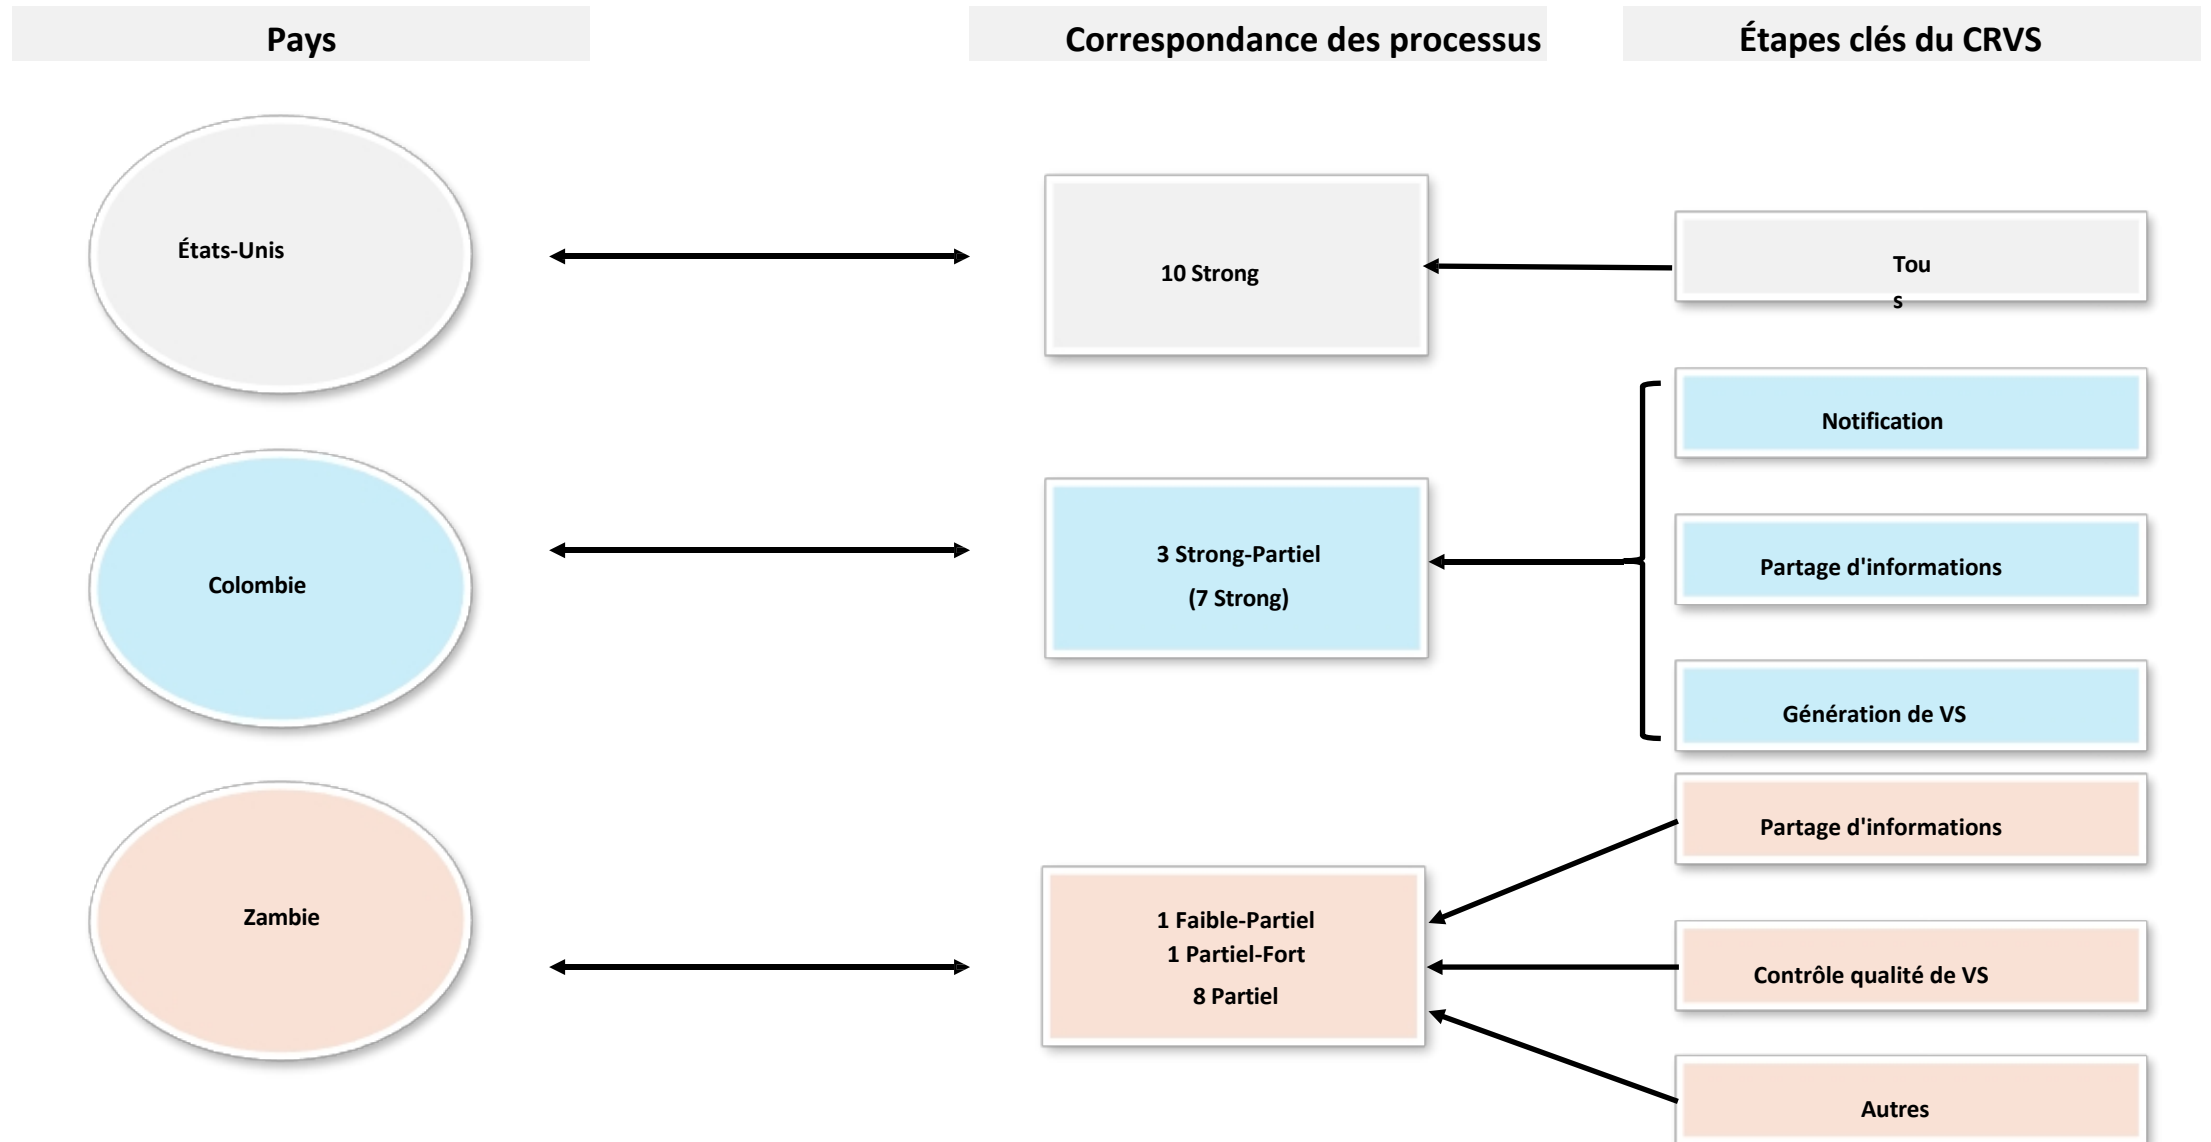 Pays
Correspondance des processus
Étapes clés du CRVS
États-Unis
10 Strong
Tou
s
Notification
Colombie
3 Strong-Partiel
(7 Strong)
Partage d'informations
Génération de VS
Zambie
1 Faible-Partiel
1 Partiel-Fort
8 Partiel
Partage d'informations
Contrôle qualité de VS
Autres